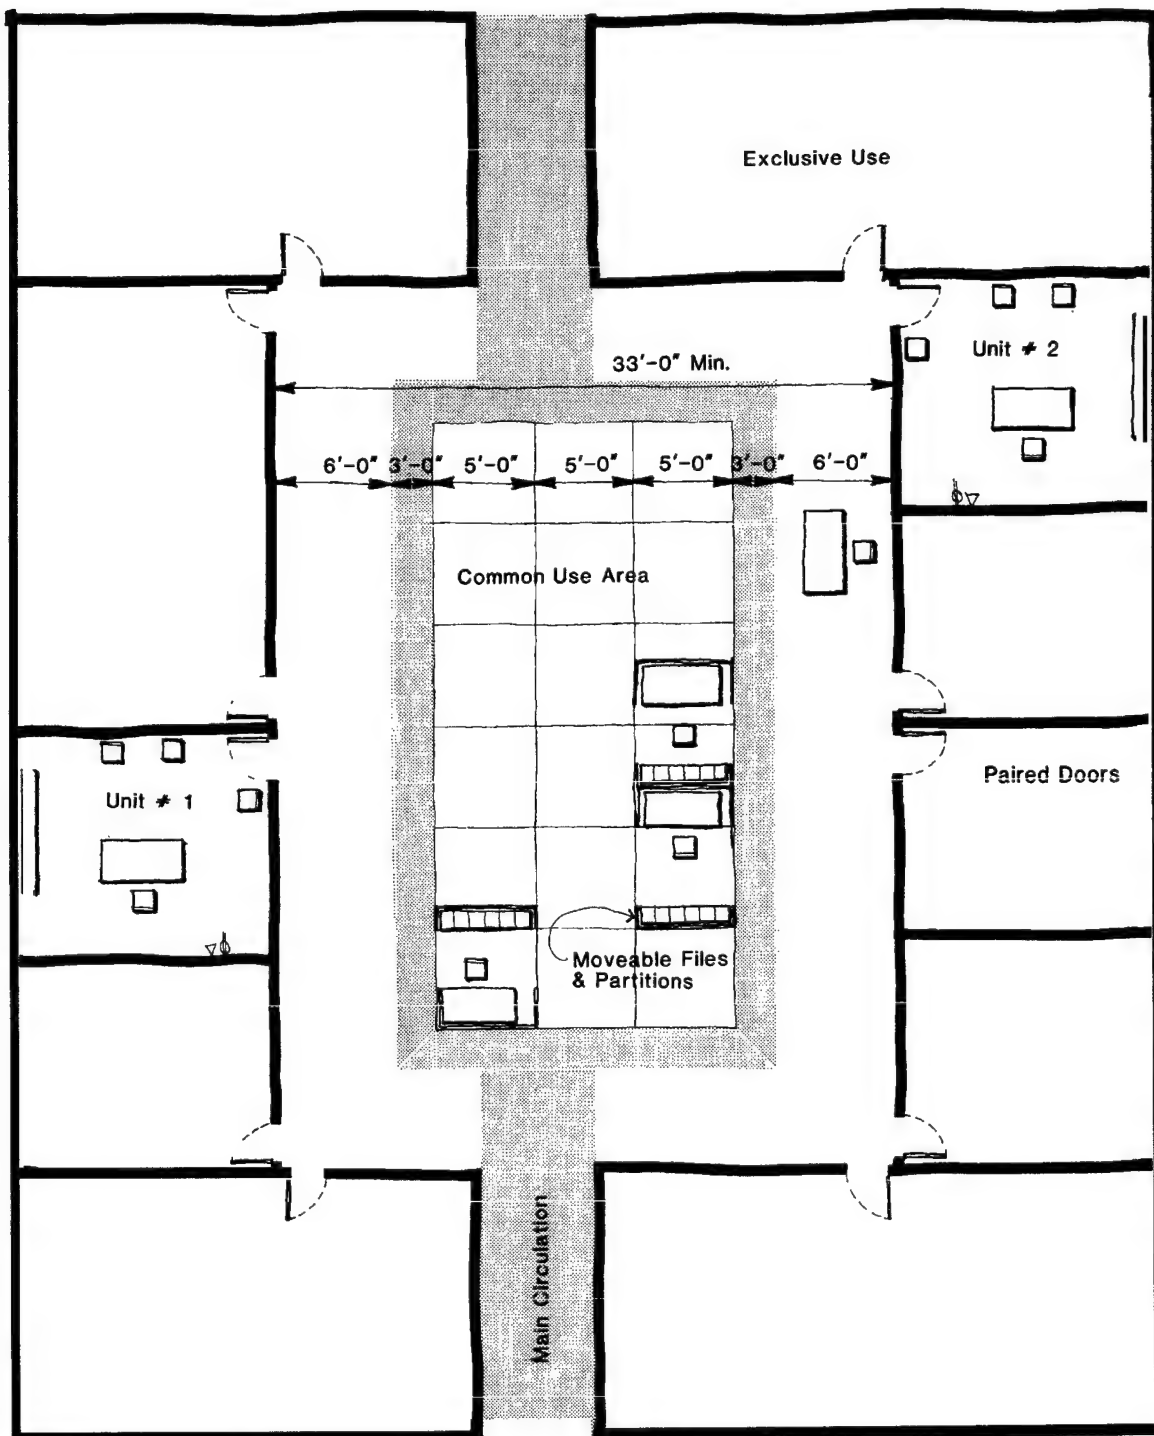 Exclusive Use
Unit # 2
33'-0" Min.
6'-0" 3'-0" 5'-0" 5'-0" 5'-0" 3'-0" 6'-0"
Common Use Area
Paired Doors
Unit # 1
Moveable Files
& Partitions
Main Circulation